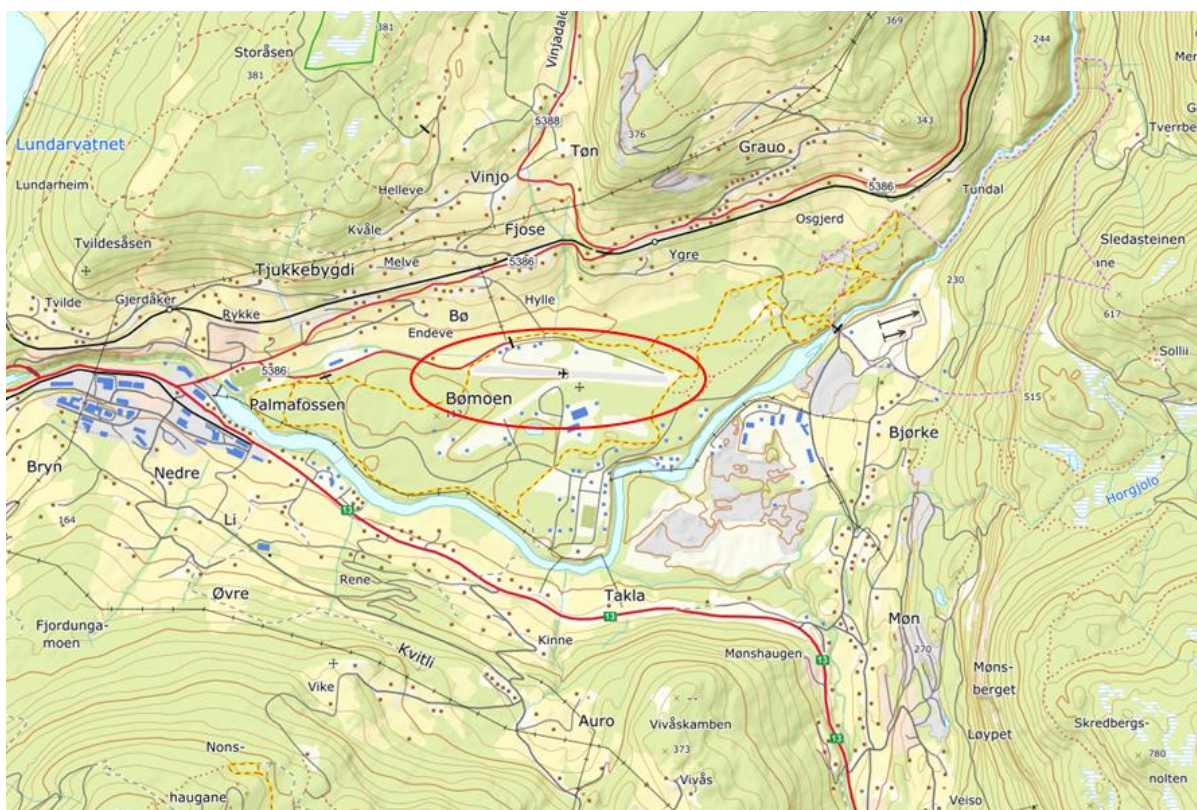 381
369
Storåsen
Vinjadale
244
381
5388
376
343
Tøn
Grauo
Tverrbe
Lundarvatnet
Lundarheim
Helleve
Vinjo
5386
Tundal
Osgjerd
Kvåle
Fjose
Tvildesåsen
Sledasteinen
Tjukkebygdi
Melve
5386
Ygre
ane
230
Tvilde
Gjerdåker
Rykke
Hylle
617
Bø
Endeve
Sollii
5386
Palmafossen
Bømoen
515
Bjørke
Bryn
Nedre
Horgjolo
164
Li
13
Rene
Øvre
Takla
13
Fjordunga-
moen
Kinne
Møn
Kvitli
Mønshaugen
13
270
Møns-
berget
Vike
Auro
Vivåskamben
Skredbergs-
Løypet
13
373
780
Nons-
nolten
haugane
Vivås
Veiso